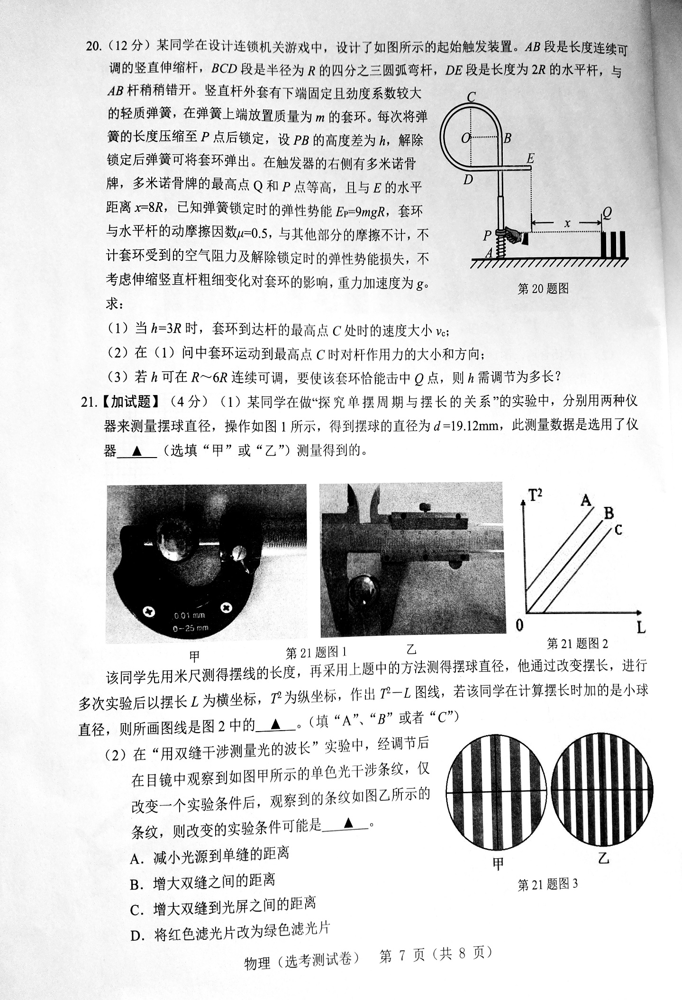 20.（12 分）某同学在设计连锁机关游戏中，设计了如图所示的起始触发装置。AB 段是长度连续可
调的竖直伸缩杆，BCD 段是半径为 R 的四分之三圆弧弯杆，DE 段是长度为 2R 的水平杆，与
AB 杆稍稍错开。竖直杆外套有下端固定且劲度系数较大
的轻质弹簧，在弹簧上端放置质量为 m 的套环。每次将弹
簧的长度压缩至 P 点后锁定，设 PB 的高度差为 h，解除
锁定后弹簧可将套环弹出。在触发器的右侧有多米诺骨
牌，多米诺骨牌的最高点 Q 和 P 点等高，且与 E 的水平
距离 x=8R，已知弹簧锁定时的弹性势能 EP=9mgR，套环
与水平杆的动摩擦因数μ=0.5，与其他部分的摩擦不计，不
计套环受到的空气阻力及解除锁定时的弹性势能损失，不
考虑伸缩竖直杆粗细变化对套环的影响，重力加速度为 g。
求：
C
O
B
E
D
Q
x
P
A
第 20 题图
（1）当 h=3R 时，套环到达杆的最高点 C 处时的速度大小 vc；
（2）在（1）问中套环运动到最高点 C 时对杆作用力的大小和方向；
（3）若 h 可在 R～6R 连续可调，要使该套环恰能击中 Q 点，则 h 需调节为多长？
21.【加试题】（4 分）（1）某同学在做“探究单摆周期与摆长的关系”的实验中，分别用两种仪
器来测量摆球直径，操作如图 1 所示，得到摆球的直径为 d =19.12mm，此测量数据是选用了仪
器 ▲ （选填“甲”或“乙”）测量得到的。
0.01 mm
0-25 mm
T²
A
B
C
0
L
甲
第 21 题图 1
乙
第 21 题图 2
该同学先用米尺测得摆线的长度，再采用上题中的方法测得摆球直径，他通过改变摆长，进行
多次实验后以摆长 L 为横坐标，T²为纵坐标，作出 T²－L 图线，若该同学在计算摆长时加的是小球
直径，则所画图线是图 2 中的 ▲ 。（填“A”、“B”或者“C”）
（2）在“用双缝干涉测量光的波长”实验中，经调节后
在目镜中观察到如图甲所示的单色光干涉条纹，仅
改变一个实验条件后，观察到的条纹如图乙所示的
条纹，则改变的实验条件可能是 ▲ 。
A．减小光源到单缝的距离
B．增大双缝之间的距离
C．增大双缝到光屏之间的距离
D．将红色滤光片改为绿色滤光片
甲
乙
第 21 题图 3
物理（选考测试卷） 第 7 页（共 8 页）